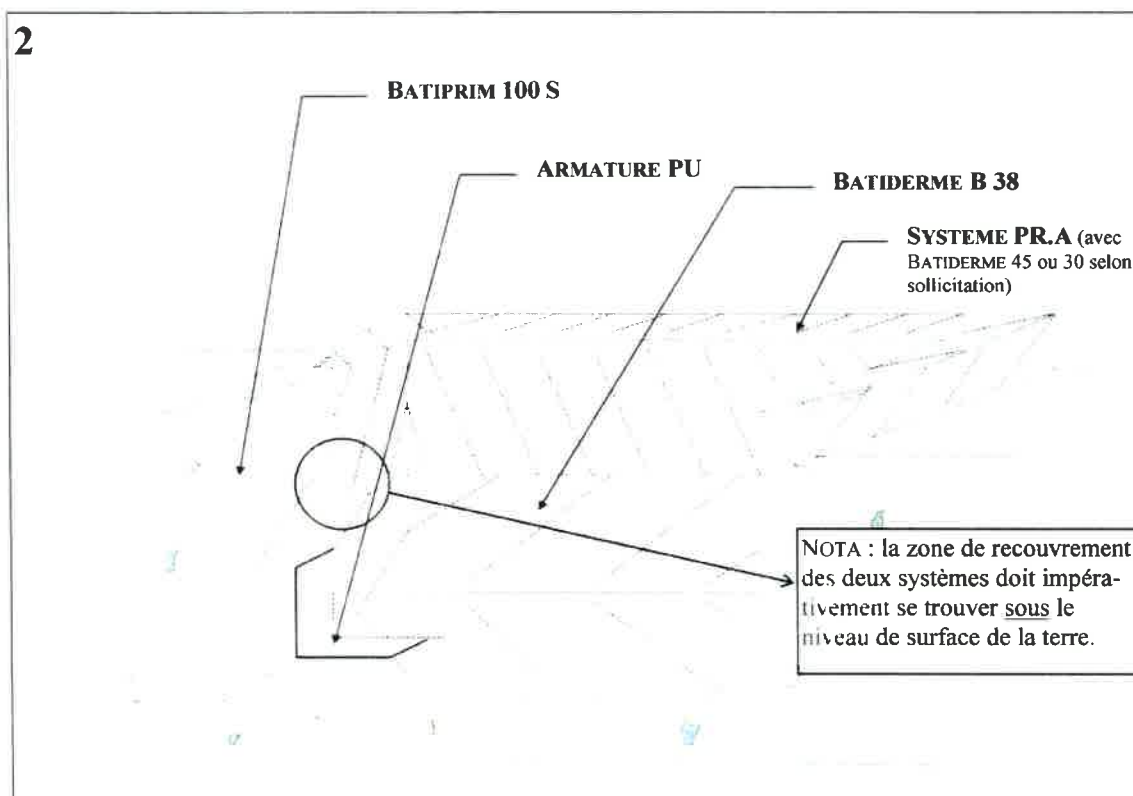 2
BATIPRIM 100 S
ARMATURE PU
BATIDERME B 38
SYSTEME PR.A (avec
BATIDERME 45 ou 30 selon
sollicitation)
NOTA : la zone de recouvrement
des deux systèmes doit impéra-
tivement se trouver sous le
niveau de surface de la terre.